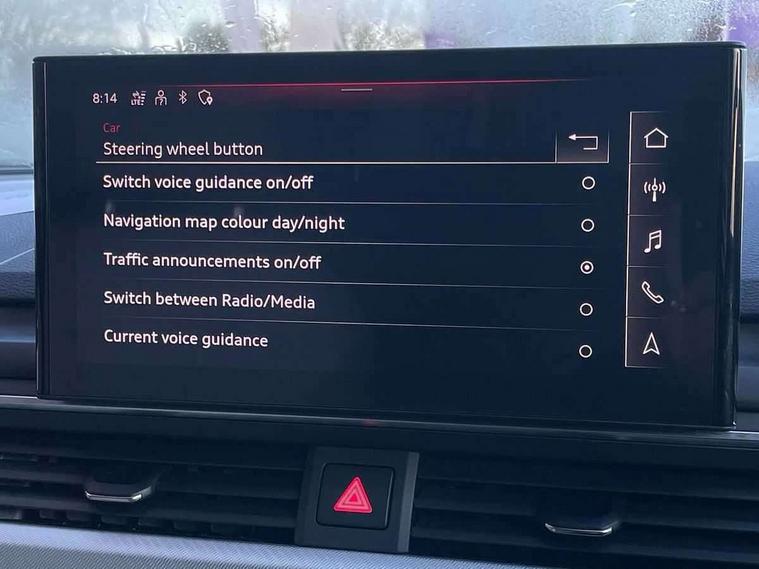 8:14 LTE
Car
Steering wheel button
Switch voice guidance on/off
Navigation map colour day/night
Traffic announcements on/off
Switch between Radio/Media
Current voice guidance